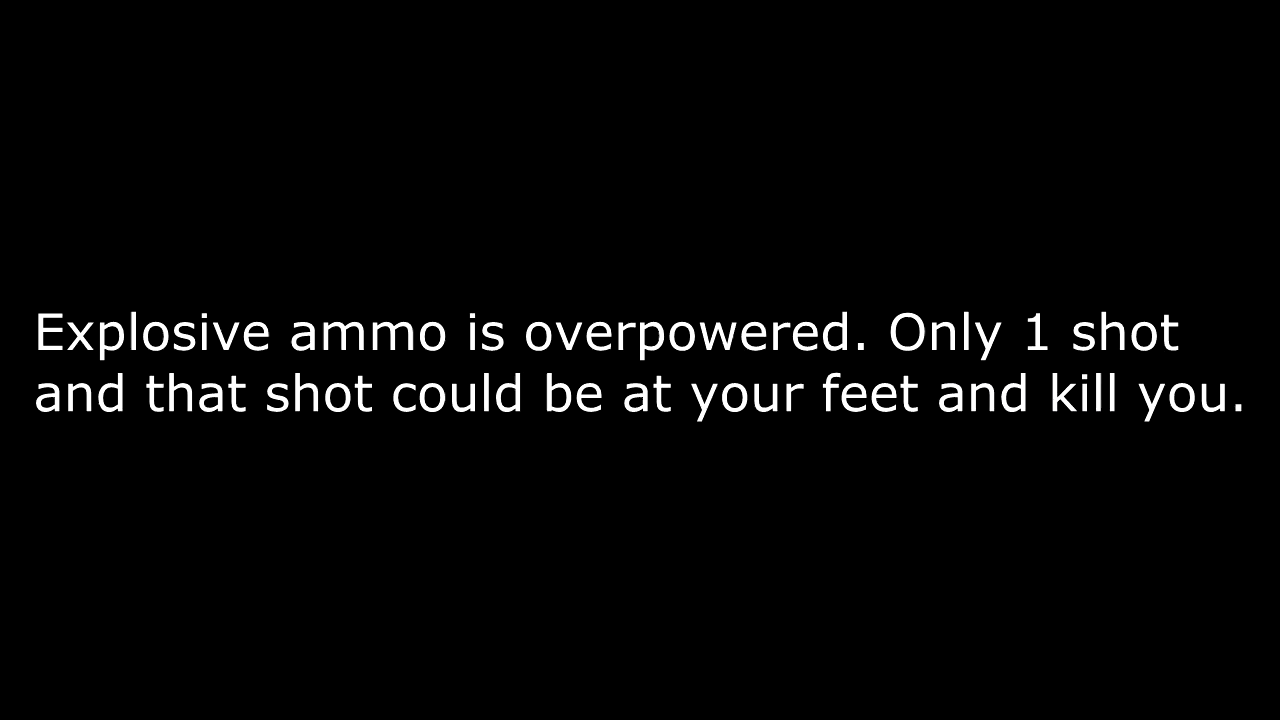 Explosive ammo is overpowered. Only 1 shot
and that shot could be at your feet and kill you.